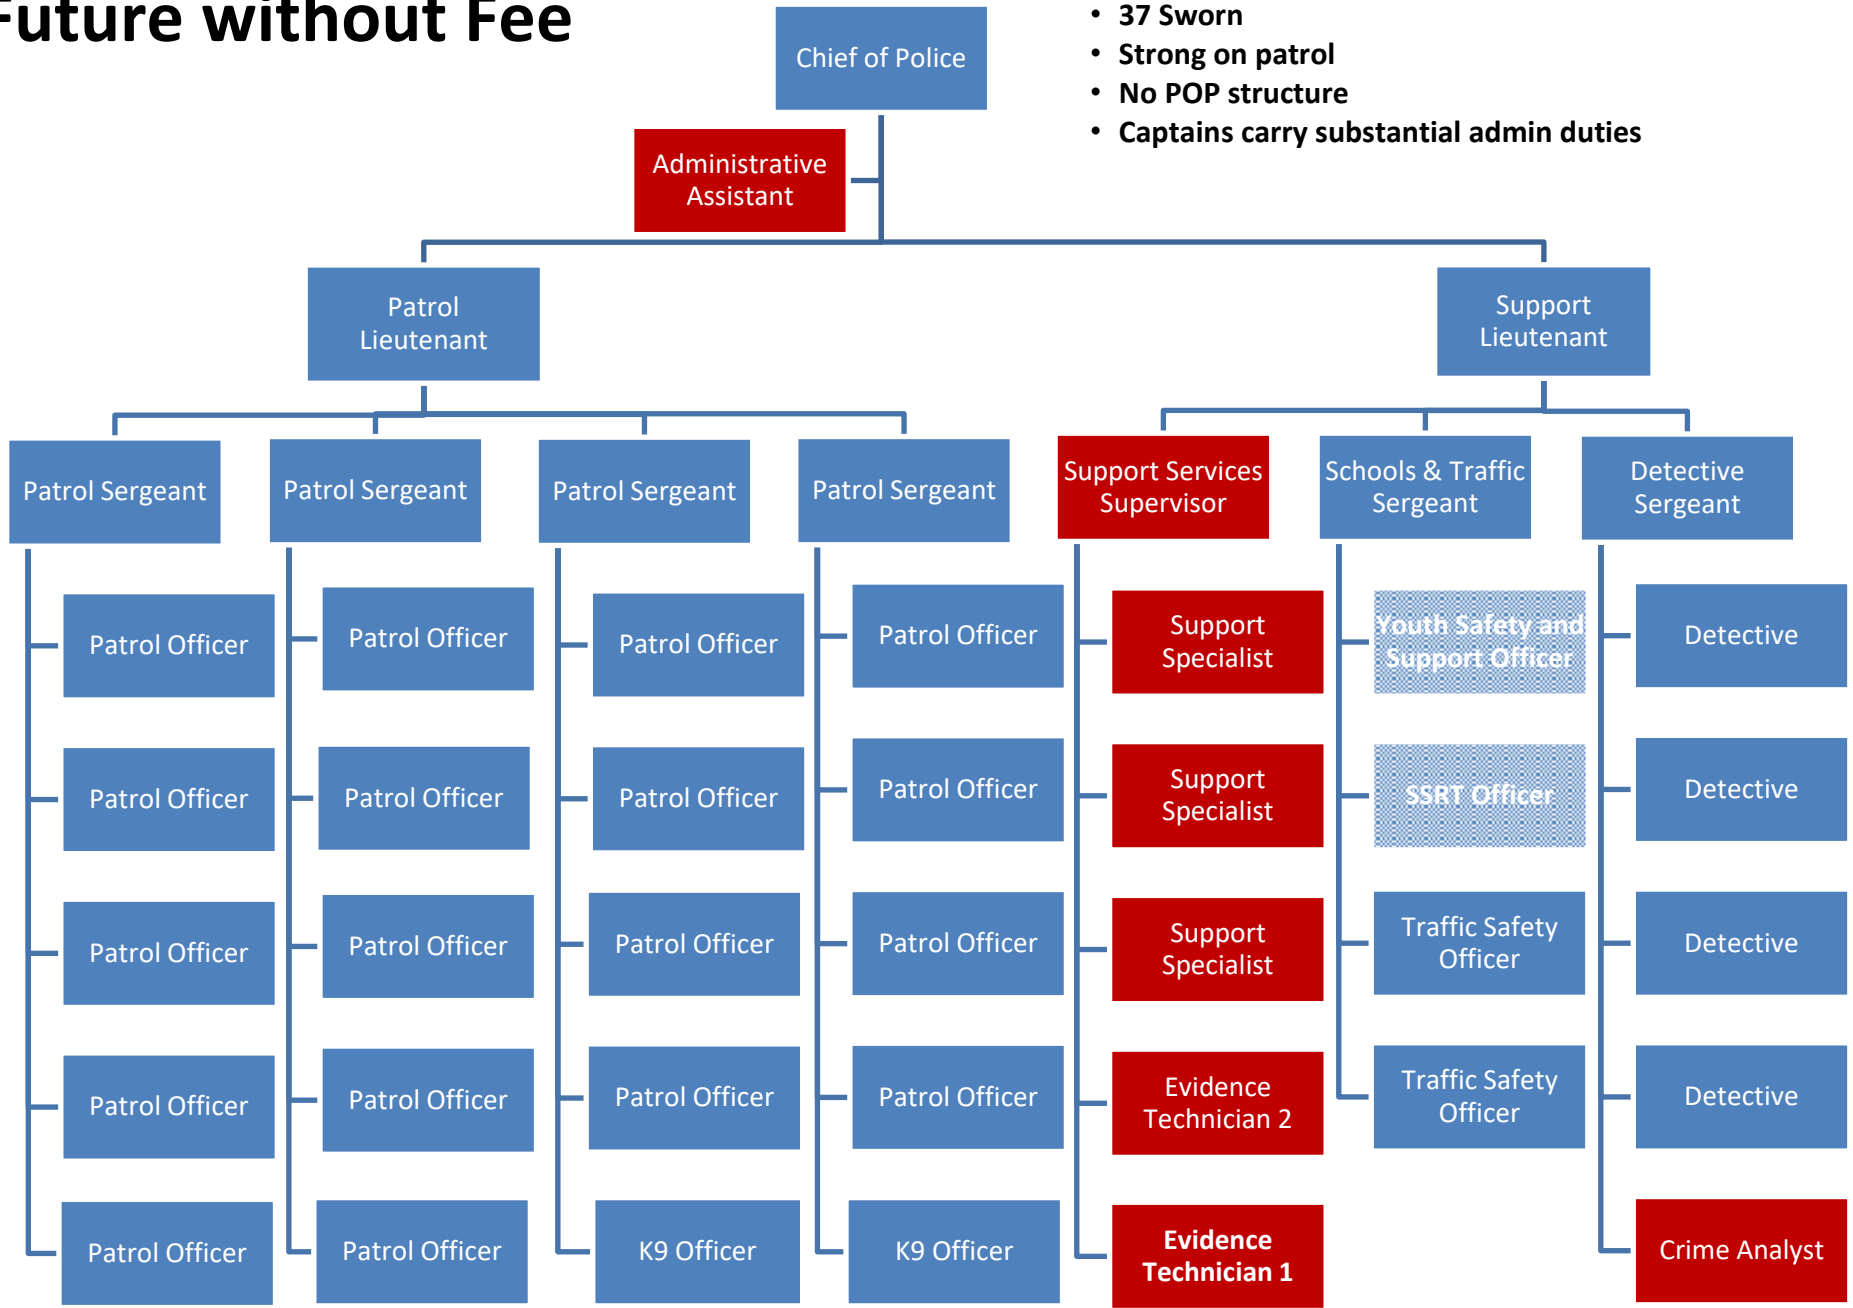 Future without Fee
• 37 Sworn
• Strong on patrol
• No POP structure
• Captains carry substantial admin duties
Chief of Police
Administrative
Assistant
Patrol
Lieutenant
Support
Lieutenant
Patrol Sergeant
Patrol Sergeant
Patrol Sergeant
Patrol Sergeant
Support Services
Supervisor
Schools & Traffic
Sergeant
Detective
Sergeant
Patrol Officer
Patrol Officer
Patrol Officer
Patrol Officer
Support
Specialist
Youth Safety and
Support Officer
Detective
Patrol Officer
Patrol Officer
Patrol Officer
Patrol Officer
Support
Specialist
SSRT Officer
Detective
Patrol Officer
Patrol Officer
Patrol Officer
Patrol Officer
Support
Specialist
Traffic Safety
Officer
Detective
Patrol Officer
Patrol Officer
Patrol Officer
Patrol Officer
Evidence
Technician 2
Traffic Safety
Officer
Detective
Patrol Officer
Patrol Officer
K9 Officer
K9 Officer
Evidence
Technician 1
Crime Analyst